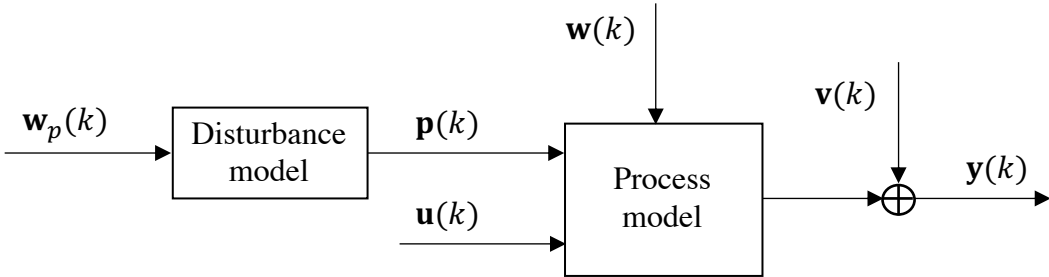 𝐰(𝑘)
𝐯(𝑘)
𝐰ₚ(𝑘)
Disturbance
model
𝐩(𝑘)
Process
model
𝐲(𝑘)
𝐮(𝑘)